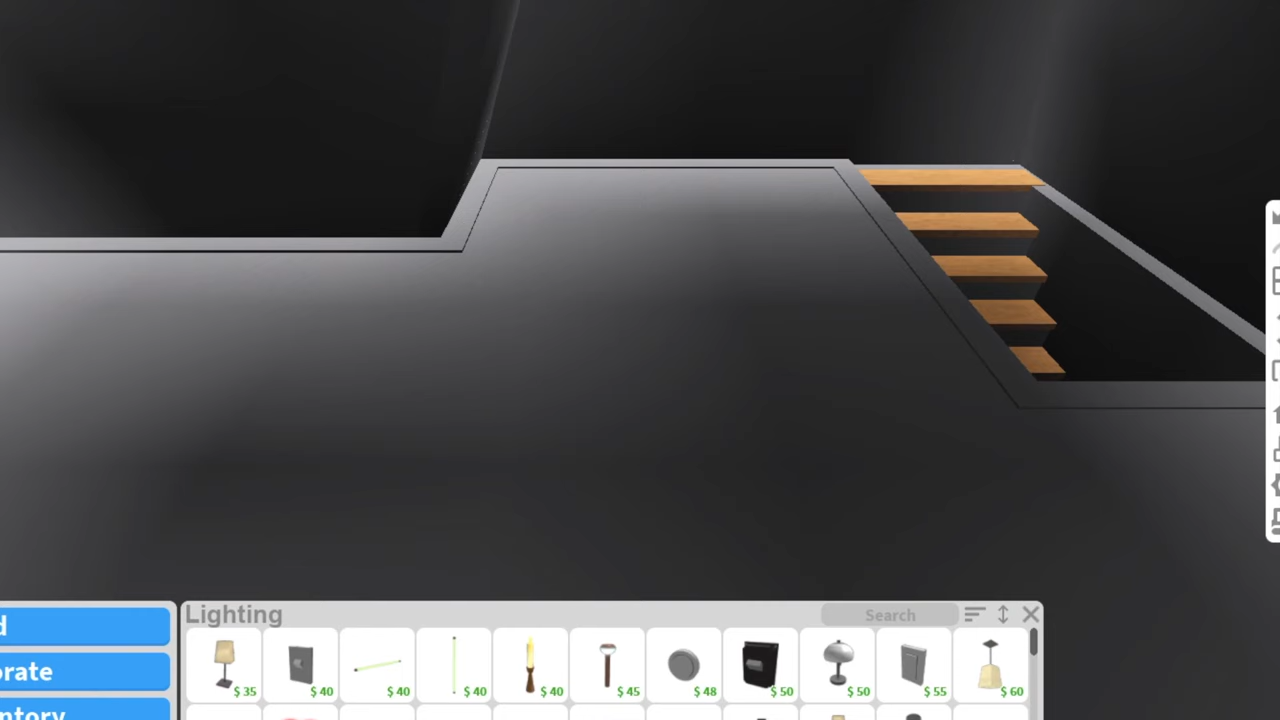 Lighting
Search
$ 35
$ 40
$ 40
$ 40
$ 40
$ 45
$ 48
$ 50
$ 50
$ 55
$ 60
d
orate
ntory